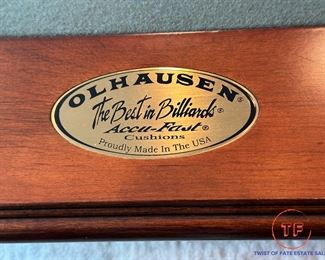 OLHAUSEN®
The Best in Billiards®
Accu-Fast®
Cushions
Proudly Made In The USA
TF
TWIST OF FATE ESTATE SALES